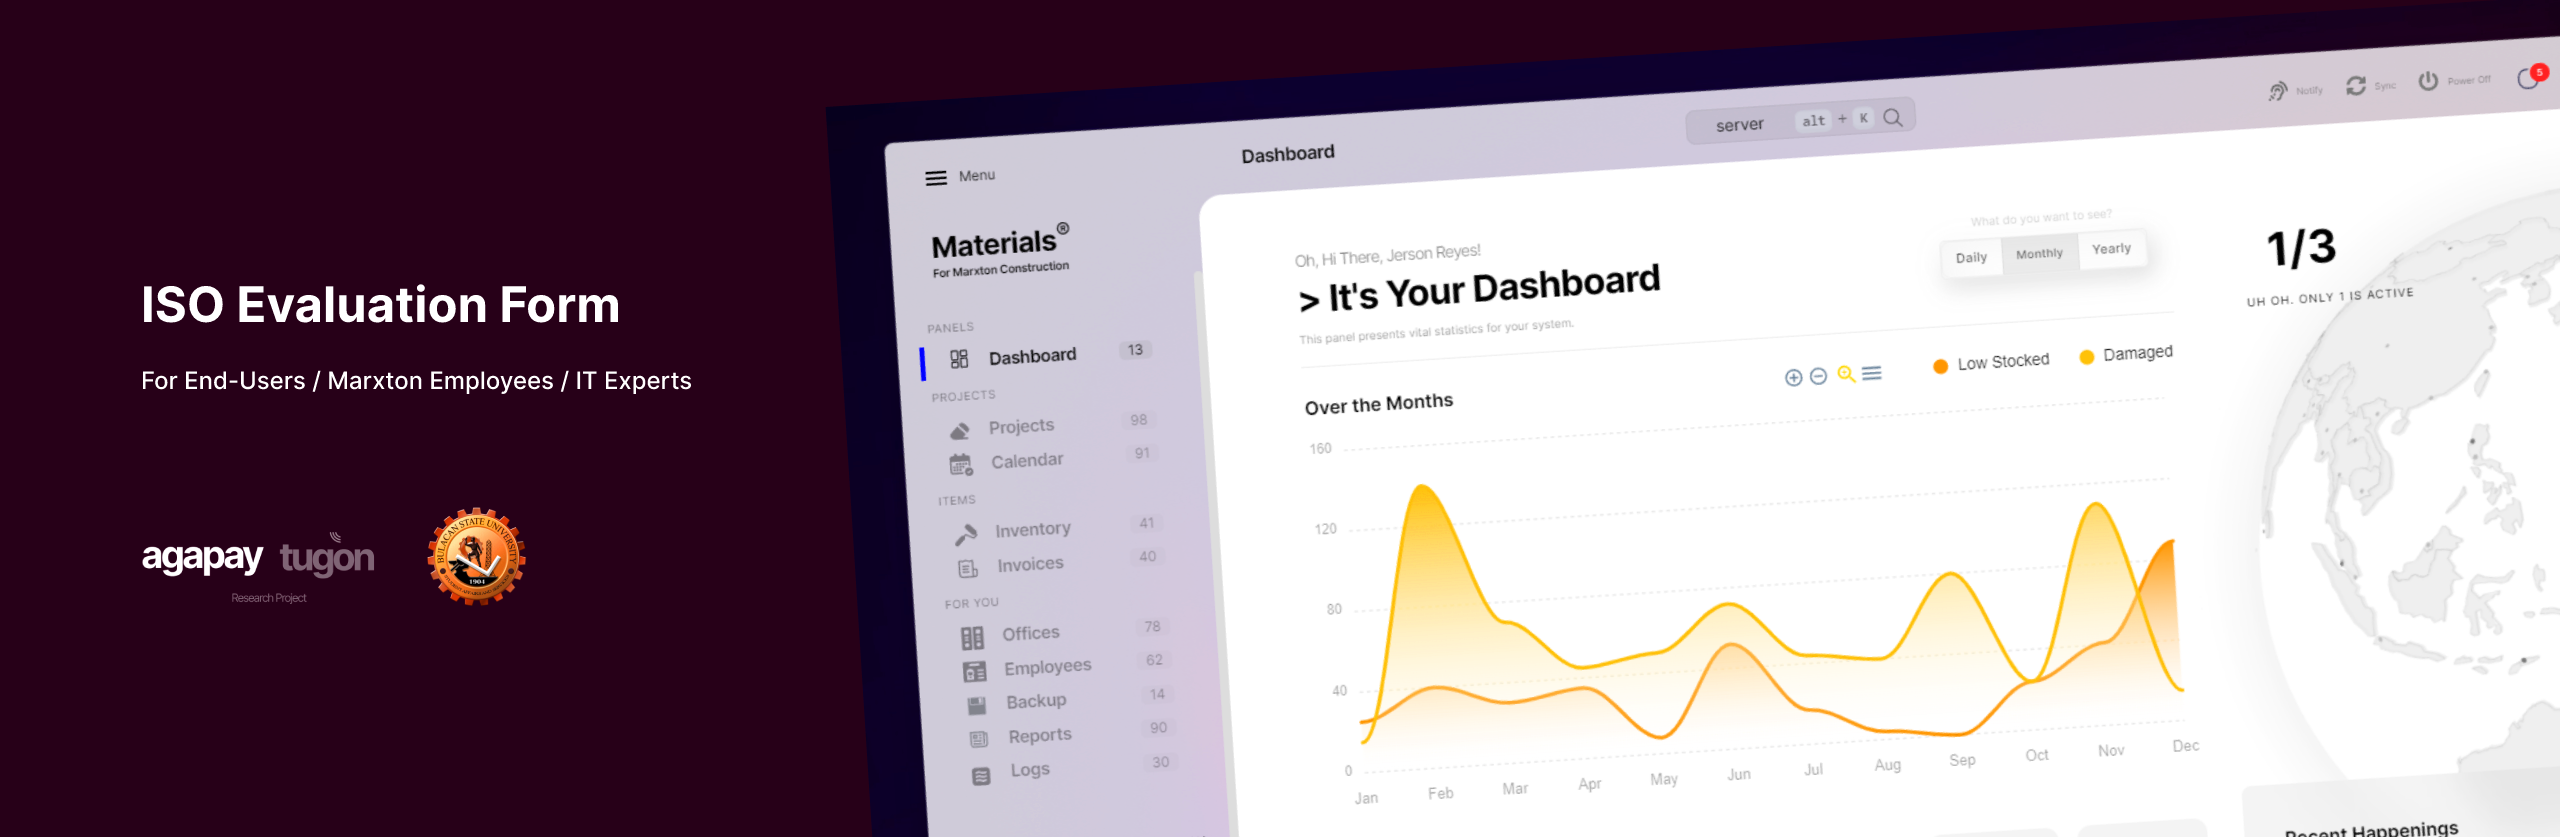 ISO Evaluation Form
For End-Users / Marxton Employees / IT Experts
agapay tugon
Research Project
BULACAN STATE UNIVERSITY
1904
Menu
Dashboard
server alt + K
Notify
Sync
Power Off
5
Materials®
For Marxton Construction
PANELS
Dashboard 13
PROJECTS
Projects 98
Calendar 91
ITEMS
Inventory 41
Invoices 40
FOR YOU
Offices 78
Employees 62
Backup 14
Reports 90
Logs 30
Oh, Hi There, Jerson Reyes!
> It's Your Dashboard
This panel presents vital statistics for your system.
What do you want to see?
Daily Monthly Yearly
Over the Months
Low Stocked Damaged
160
120
80
40
0
Jan Feb Mar Apr May Jun Jul Aug Sep Oct Nov Dec
1/3
UH OH. ONLY 1 IS ACTIVE
Recent Happenings